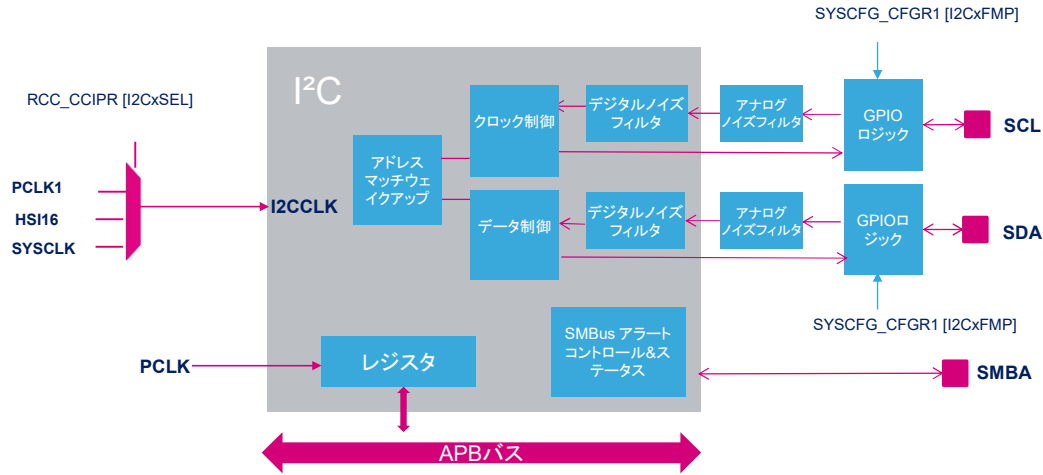 SYSCFG_CFGR1 [I2CxFMP]
I²C
RCC_CCIPR [I2CxSEL]
クロック制御
デジタルノイズ
フィルタ
アナログ
ノイズフィルタ
GPIO
ロジック
SCL
アドレス
マッチウェ
イクアップ
PCLK1
HSI16
SYSCLK
I2CCLK
データ制御
デジタルノイズ
フィルタ
アナログ
ノイズフィルタ
GPIOロ
ジック
SDA
SYSCFG_CFGR1 [I2CxFMP]
SMBus アラート
コントロール&ス
テータス
PCLK
レジスタ
SMBA
APBバス